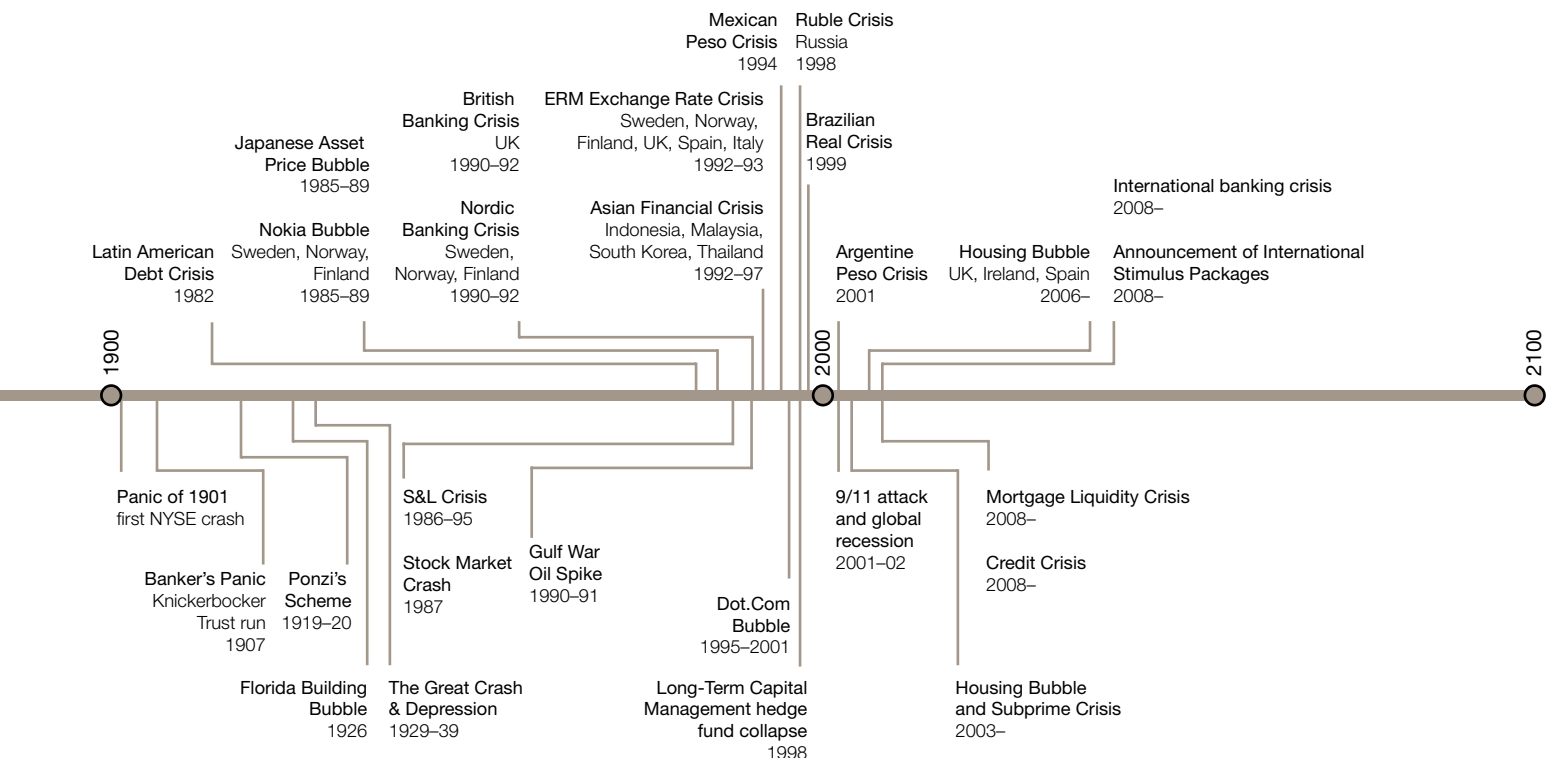 Mexican
Peso Crisis
1994
Ruble Crisis
Russia
1998
British
Banking Crisis
UK
1990–92
ERM Exchange Rate Crisis
Sweden, Norway,
Finland, UK, Spain, Italy
1992–93
Brazilian
Real Crisis
1999
Japanese Asset
Price Bubble
1985–89
International banking crisis
2008–
Nordic
Banking Crisis
Sweden,
Norway, Finland
1990–92
Asian Financial Crisis
Indonesia, Malaysia,
South Korea, Thailand
1992–97
Nokia Bubble
Sweden, Norway,
Finland
1985–89
Latin American
Debt Crisis
1982
Argentine
Peso Crisis
2001
Housing Bubble
UK, Ireland, Spain
2006–
Announcement of International
Stimulus Packages
2008–
1900
2000
2100
Panic of 1901
first NYSE crash
S&L Crisis
1986–95
9/11 attack
and global
recession
2001–02
Mortgage Liquidity Crisis
2008–
Gulf War
Oil Spike
1990–91
Stock Market
Crash
1987
Credit Crisis
2008–
Banker's Panic
Knickerbocker
Trust run
1907
Ponzi's
Scheme
1919–20
Dot.Com
Bubble
1995–2001
Florida Building
Bubble
1926
The Great Crash
& Depression
1929–39
Long-Term Capital
Management hedge
fund collapse
1998
Housing Bubble
and Subprime Crisis
2003–